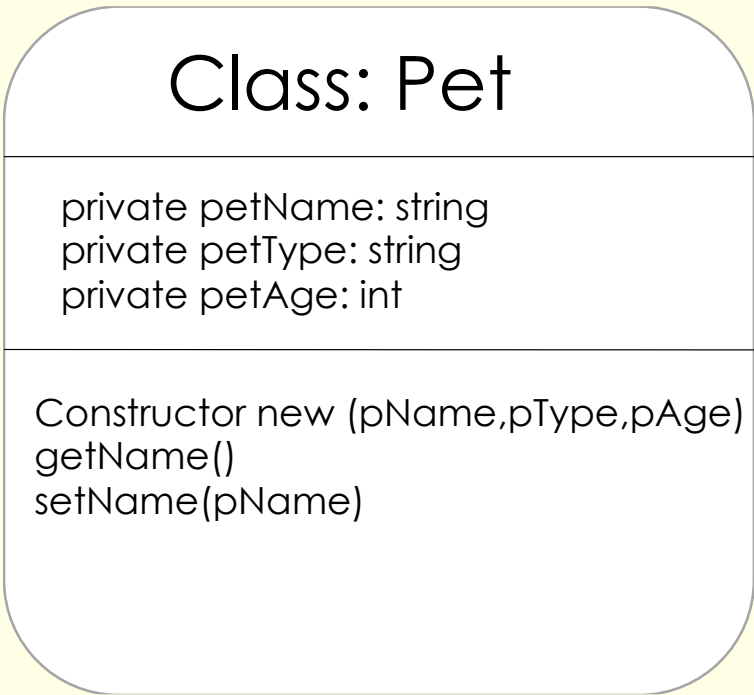 Class: Pet
private petName: string
private petType: string
private petAge: int
Constructor new (pName,pType,pAge)
getName()
setName(pName)